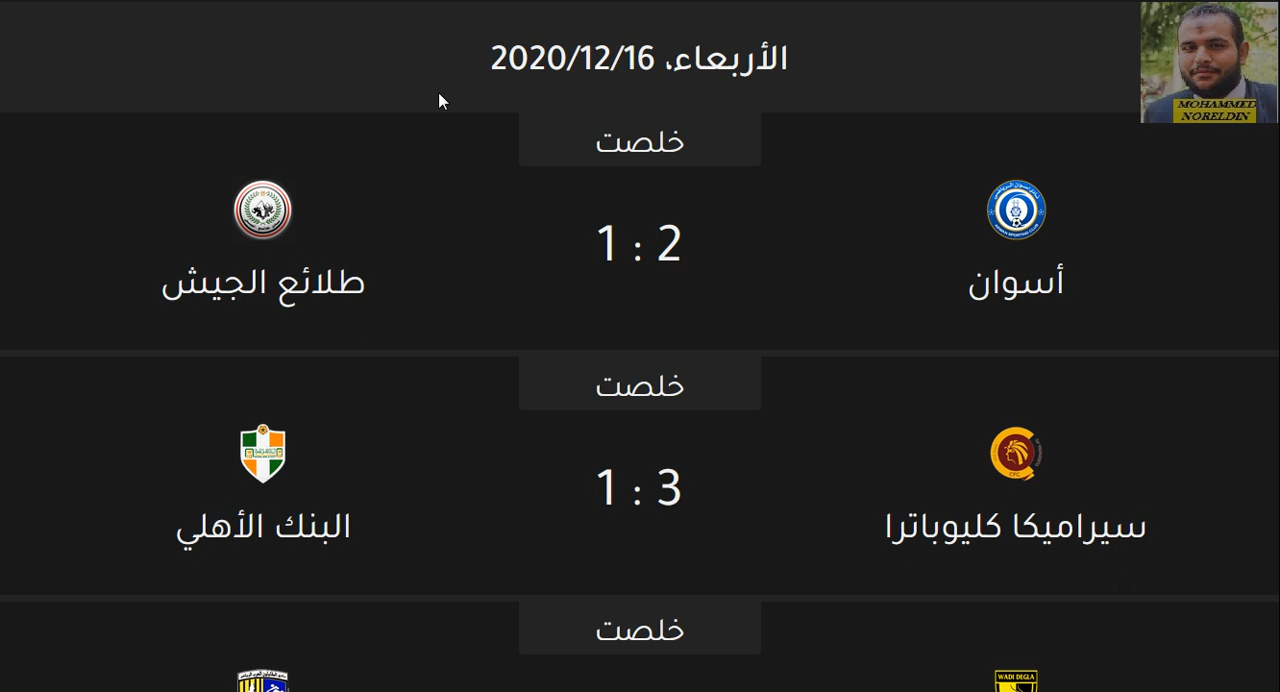 الأربعاء، 2020/12/16
MOHAMMED
NORELDIN
خلصت
1 : 2
أسوان
طلائع الجيش
خلصت
1 : 3
سيراميكا كليوباترا
البنك الأهلي
خلصت
WADI DEGLA